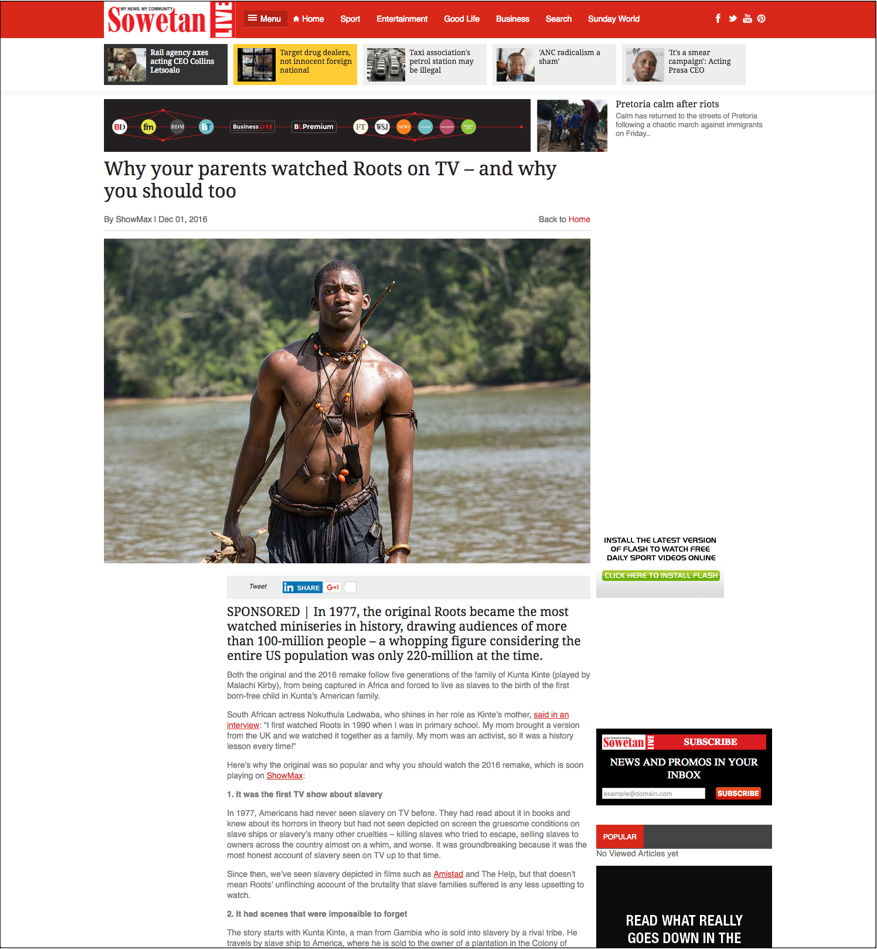 MY NEWS. MY COMMUNITY
Sowetan
LIVE
Menu
Home
Sport
Entertainment
Good Life
Business
Search
Sunday World
Rail agency axes
acting CEO Collins
Letsoalo
Target drug dealers,
not innocent foreign
national
Taxi association's
petrol station may
be illegal
'ANC radicalism a
sham'
'It's a smear
campaign': Acting
Prasa CEO
BD
fm
RDM
BT
BusinessLIVE
BLPremium
FT
WSJ
Pretoria calm after riots
Calm has returned to the streets of Pretoria
following a chaotic march against immigrants
on Friday..
Why your parents watched Roots on TV – and why
you should too
By ShowMax | Dec 01, 2016
Back to Home
INSTALL THE LATEST VERSION
OF FLASH TO WATCH FREE
DAILY SPORT VIDEOS ONLINE
CLICK HERE TO INSTALL FLASH
Tweet
in SHARE
G+
SPONSORED | In 1977, the original Roots became the most
watched miniseries in history, drawing audiences of more
than 100-million people – a whopping figure considering the
entire US population was only 220-million at the time.
Both the original and the 2016 remake follow five generations of the family of Kunta Kinte (played by
Malachi Kirby), from being captured in Africa and forced to live as slaves to the birth of the first
born-free child in Kunta's American family.
South African actress Nokuthula Ledwaba, who shines in her role as Kinte's mother, said in an
interview: "I first watched Roots in 1990 when I was in primary school. My mom brought a version
from the UK and we watched it together as a family. My mom was an activist, so it was a history
lesson every time!"
Here's why the original was so popular and why you should watch the 2016 remake, which is soon
playing on ShowMax:
1. It was the first TV show about slavery
In 1977, Americans had never seen slavery on TV before. They had read about it in books and
knew about its horrors in theory but had not seen depicted on screen the gruesome conditions on
slave ships or slavery's many other cruelties – killing slaves who tried to escape, selling slaves to
owners across the country almost on a whim, and worse. It was groundbreaking because it was the
most honest account of slavery seen on TV up to that time.
Since then, we've seen slavery depicted in films such as Amistad and The Help, but that doesn't
mean Roots' unflinching account of the brutality that slave families suffered is any less upsetting to
watch.
2. It had scenes that were impossible to forget
The story starts with Kunta Kinte, a man from Gambia who is sold into slavery by a rival tribe. He
travels by slave ship to America, where he is sold to the owner of a plantation in the Colony of
Sowetan
LIVE
SUBSCRIBE
NEWS AND PROMOS IN YOUR
INBOX
example@domain.com
SUBSCRIBE
POPULAR
No Viewed Articles yet
READ WHAT REALLY
GOES DOWN IN THE